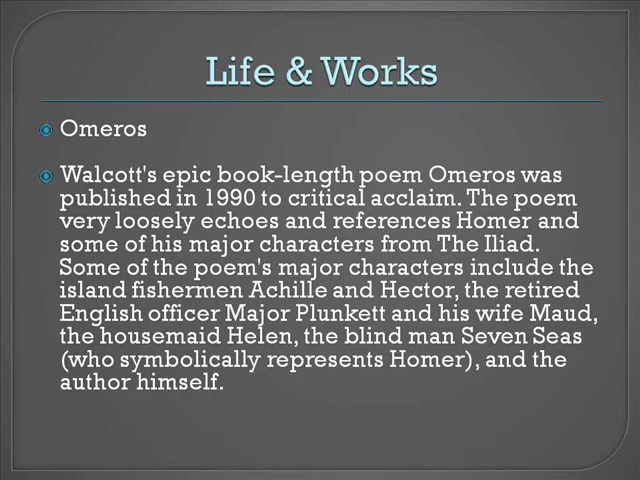 Life & Works
Omeros
Walcott's epic book-length poem Omeros was
published in 1990 to critical acclaim. The poem
very loosely echoes and references Homer and
some of his major characters from The Iliad.
Some of the poem's major characters include the
island fishermen Achille and Hector, the retired
English officer Major Plunkett and his wife Maud,
the housemaid Helen, the blind man Seven Seas
(who symbolically represents Homer), and the
author himself.